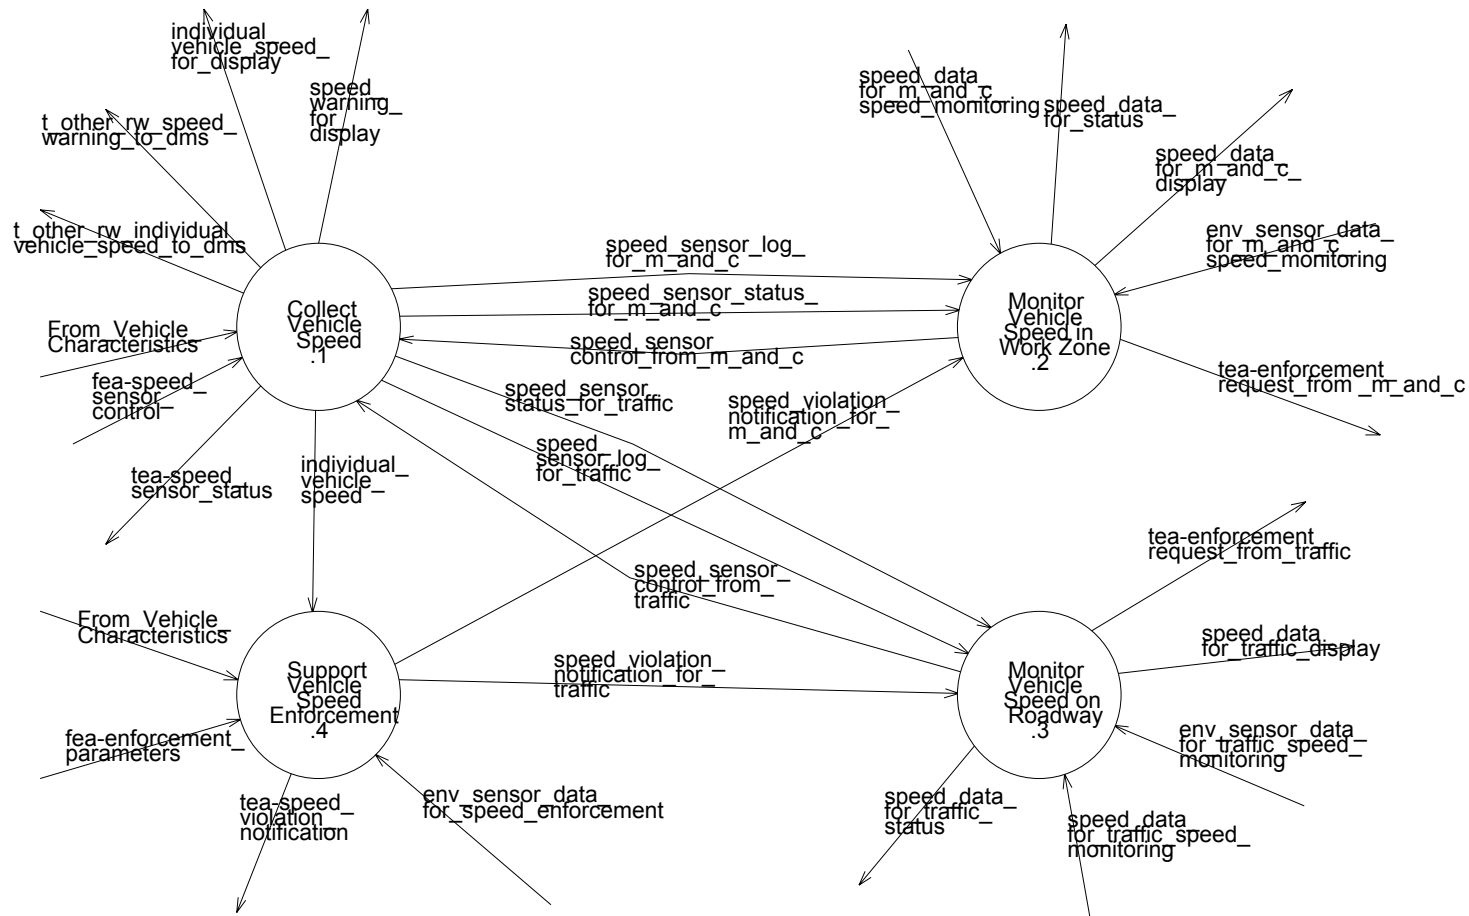 individual_
vehicle_speed_
for_display
speed_
warning_
for_
display
t_other_rw_speed_
warning_to_dms
t_other_rw_individual_
vehicle_speed_to_dms
From_Vehicle_
Characteristics
fea-speed_
sensor_
control
tea-speed_
sensor_status
Collect
Vehicle
Speed
.1
individual_
vehicle_
speed
speed_sensor_log_
for_m_and_c
speed_sensor_status_
for_m_and_c
speed_sensor_
control_from_m_and_c
speed_sensor_
status_for_traffic
speed_
sensor_log_
for_traffic
speed_violation_
notification_for_
m_and_c
speed_sensor_
control_from_
traffic
speed_violation_
notification_for_
traffic
speed_data_
for_m_and_c_
speed_monitoring
speed_data_
for_status
speed_data_
for_m_and_c_
display
env_sensor_data_
for_m_and_c_
speed_monitoring
Monitor
Vehicle
Speed in
Work Zone
.2
tea-enforcement_
request_from _m_and_c
tea-enforcement_
request_from_traffic
speed_data_
for_traffic_display
Monitor
Vehicle
Speed on
Roadway
.3
env_sensor_data_
for_traffic_speed_
monitoring
speed_data_
for_traffic_
status
speed_data_
for_traffic_speed_
monitoring
From_Vehicle_
Characteristics
fea-enforcement_
parameters
Support
Vehicle
Speed
Enforcement
.4
tea-speed_
violation_
notification
env_sensor_data_
for_speed_enforcement